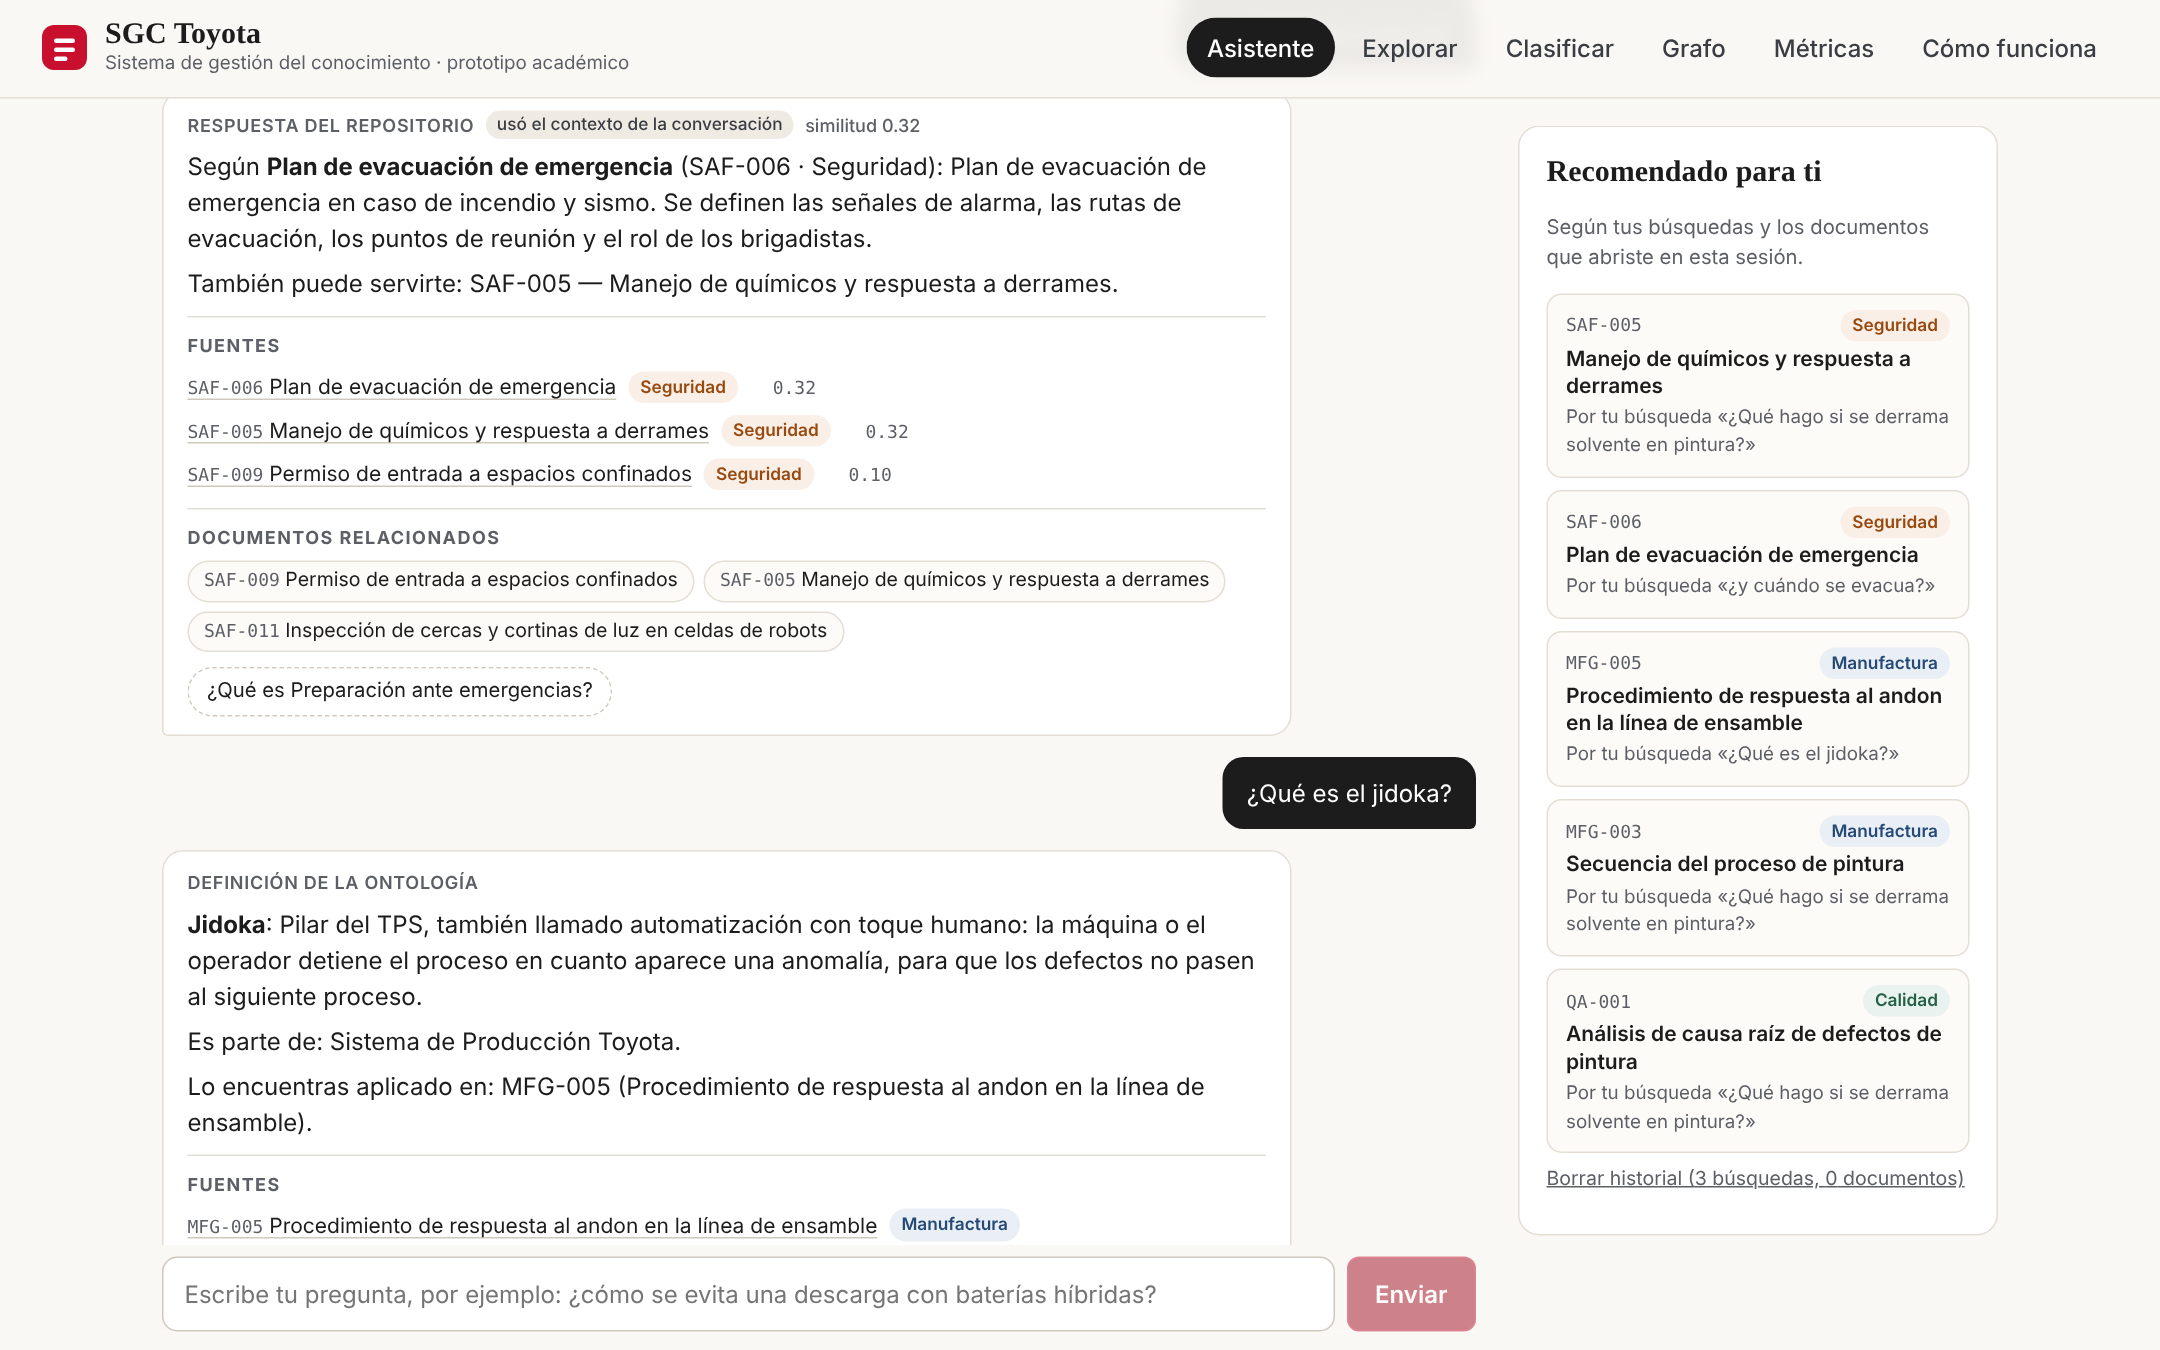 SGC Toyota
Sistema de gestión del conocimiento · prototipo académico
Asistente
Explorar
Clasificar
Grafo
Métricas
Cómo funciona
RESPUESTA DEL REPOSITORIO usó el contexto de la conversación similitud 0.32
Según Plan de evacuación de emergencia (SAF-006 · Seguridad): Plan de evacuación de
emergencia en caso de incendio y sismo. Se definen las señales de alarma, las rutas de
evacuación, los puntos de reunión y el rol de los brigadistas.
También puede servirte: SAF-005 — Manejo de químicos y respuesta a derrames.
FUENTES
SAF-006 Plan de evacuación de emergencia Seguridad 0.32
SAF-005 Manejo de químicos y respuesta a derrames Seguridad 0.32
SAF-009 Permiso de entrada a espacios confinados Seguridad 0.10
DOCUMENTOS RELACIONADOS
SAF-009 Permiso de entrada a espacios confinados
SAF-005 Manejo de químicos y respuesta a derrames
SAF-011 Inspección de cercas y cortinas de luz en celdas de robots
¿Qué es Preparación ante emergencias?
¿Qué es el jidoka?
DEFINICIÓN DE LA ONTOLOGÍA
Jidoka: Pilar del TPS, también llamado automatización con toque humano: la máquina o el
operador detiene el proceso en cuanto aparece una anomalía, para que los defectos no pasen
al siguiente proceso.
Es parte de: Sistema de Producción Toyota.
Lo encuentras aplicado en: MFG-005 (Procedimiento de respuesta al andon en la línea de
ensamble).
FUENTES
MFG-005 Procedimiento de respuesta al andon en la línea de ensamble Manufactura
Escribe tu pregunta, por ejemplo: ¿cómo se evita una descarga con baterías híbridas?
Enviar
Recomendado para ti
Según tus búsquedas y los documentos
que abriste en esta sesión.
SAF-005 Seguridad
Manejo de químicos y respuesta a
derrames
Por tu búsqueda «¿Qué hago si se derrama
solvente en pintura?»
SAF-006 Seguridad
Plan de evacuación de emergencia
Por tu búsqueda «¿y cuándo se evacua?»
MFG-005 Manufactura
Procedimiento de respuesta al andon
en la línea de ensamble
Por tu búsqueda «¿Qué es el jidoka?»
MFG-003 Manufactura
Secuencia del proceso de pintura
Por tu búsqueda «¿Qué hago si se derrama
solvente en pintura?»
QA-001 Calidad
Análisis de causa raíz de defectos de
pintura
Por tu búsqueda «¿Qué hago si se derrama
solvente en pintura?»
Borrar historial (3 búsquedas, 0 documentos)